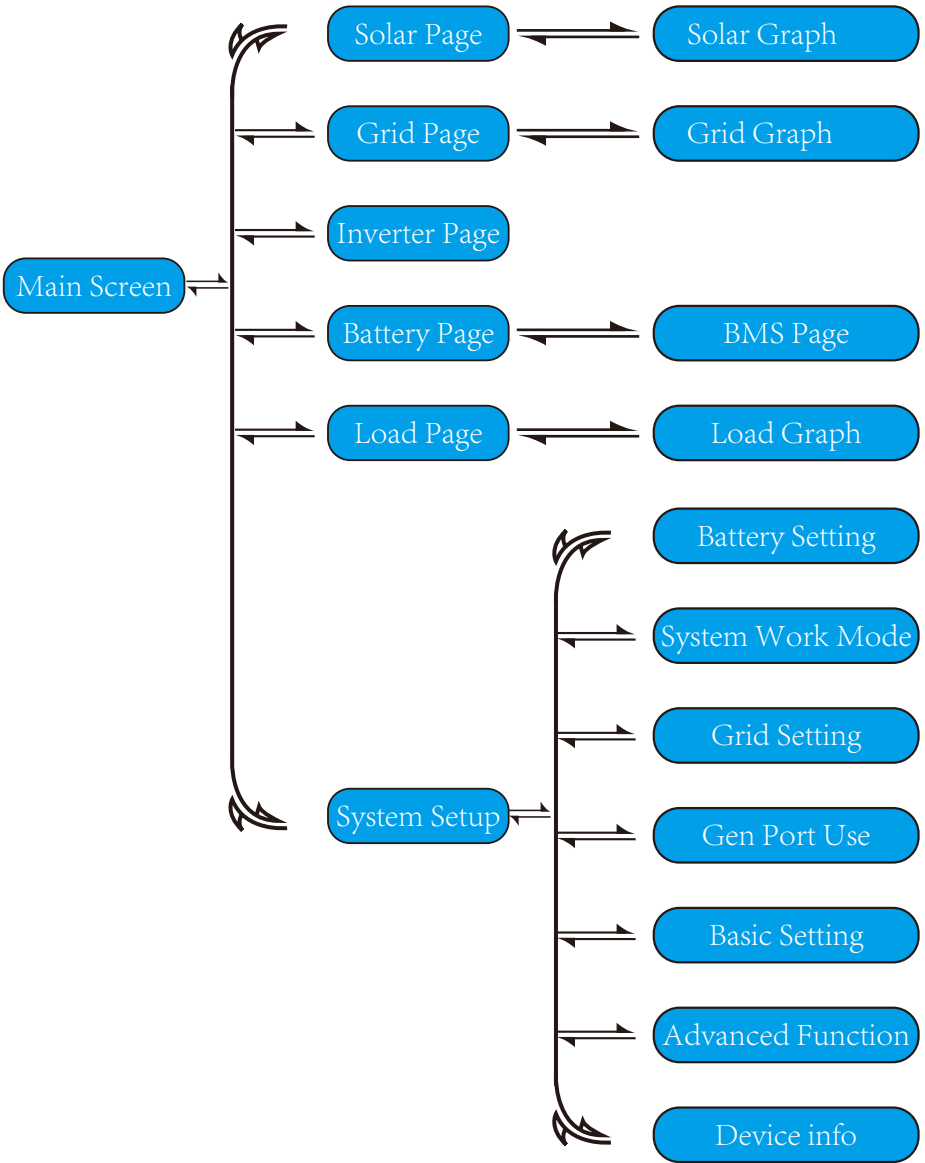 Solar Page
Solar Graph
Grid Page
Grid Graph
Inverter Page
Main Screen
Battery Page
BMS Page
Load Page
Load Graph
Battery Setting
System Work Mode
Grid Setting
System Setup
Gen Port Use
Basic Setting
Advanced Function
Device info